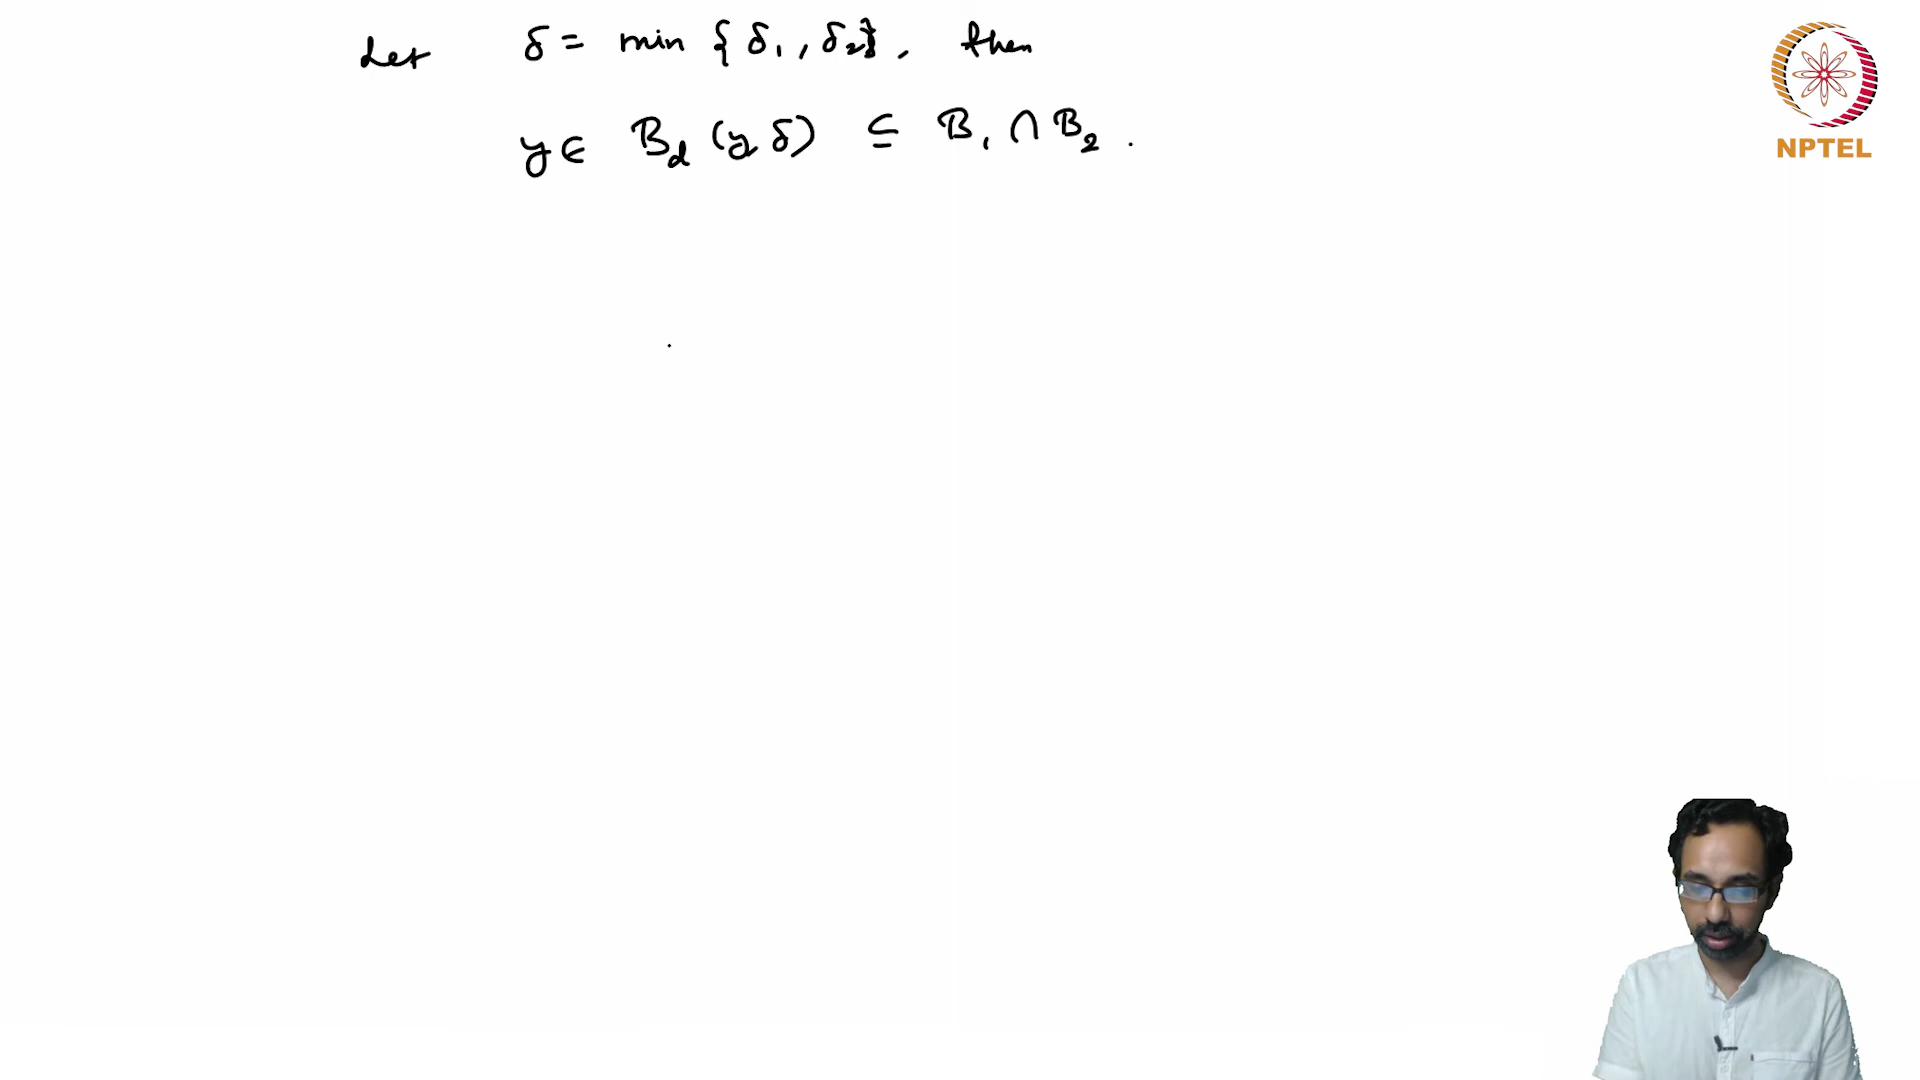 Let δ = min { δ₁ , δ₂} , then
y ∈ B_d (y, δ) ⊆ B₁ ∩ B₂ .
NPTEL